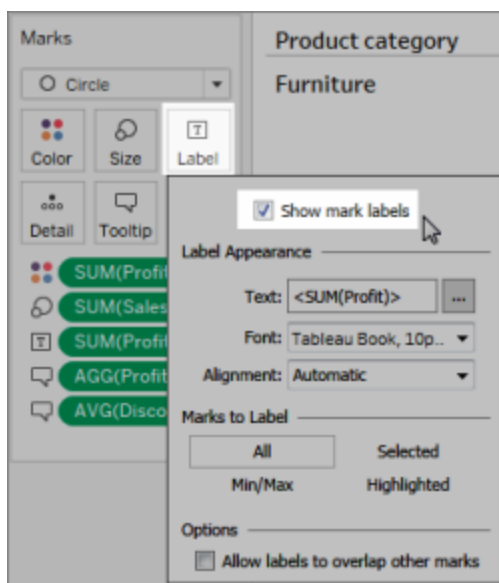 Marks
Product category
Circle
Furniture
Color
Size
T
Label
Detail
Tooltip
Show mark labels
Label Appearance
SUM(Profi
Text: <SUM(Profit)> ...
SUM(Sales
Font: Tableau Book, 10p..
T SUM(Profi
AGG(Profit
Alignment: Automatic
AVG(Disco
Marks to Label
All
Selected
Min/Max
Highlighted
Options
Allow labels to overlap other marks